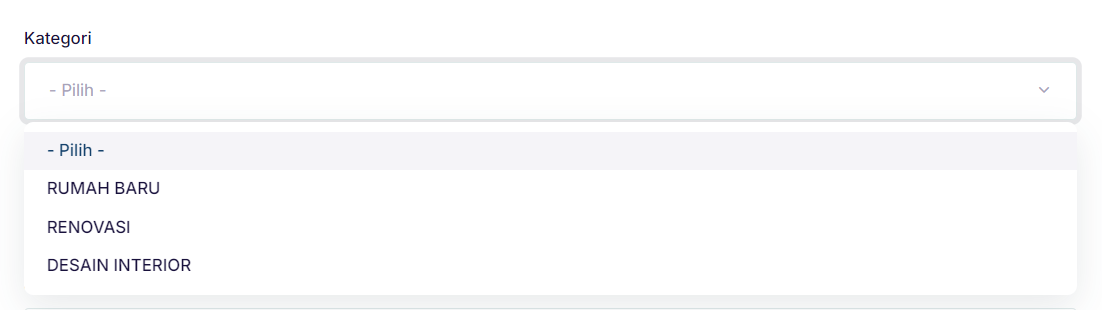 Kategori
- Pilih -
- Pilih -
RUMAH BARU
RENOVASI
DESAIN INTERIOR